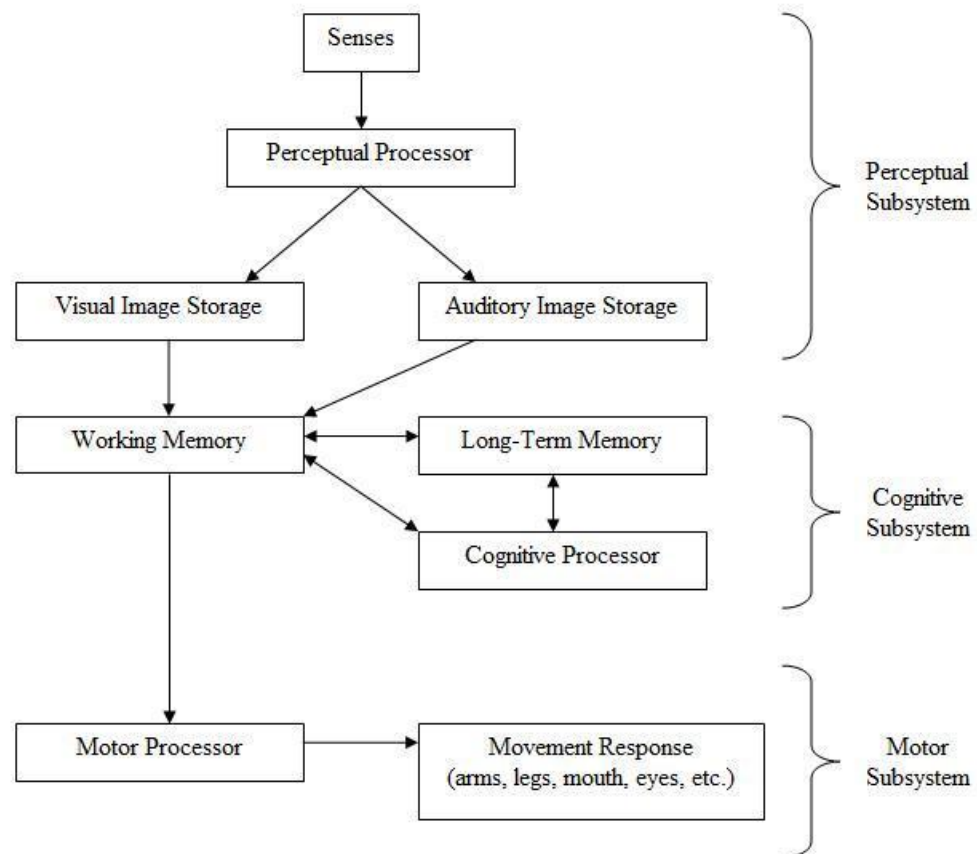 Senses
Perceptual Processor
Perceptual
Subsystem
Visual Image Storage
Auditory Image Storage
Working Memory
Long-Term Memory
Cognitive
Subsystem
Cognitive Processor
Motor Processor
Movement Response
(arms, legs, mouth, eyes, etc.)
Motor
Subsystem